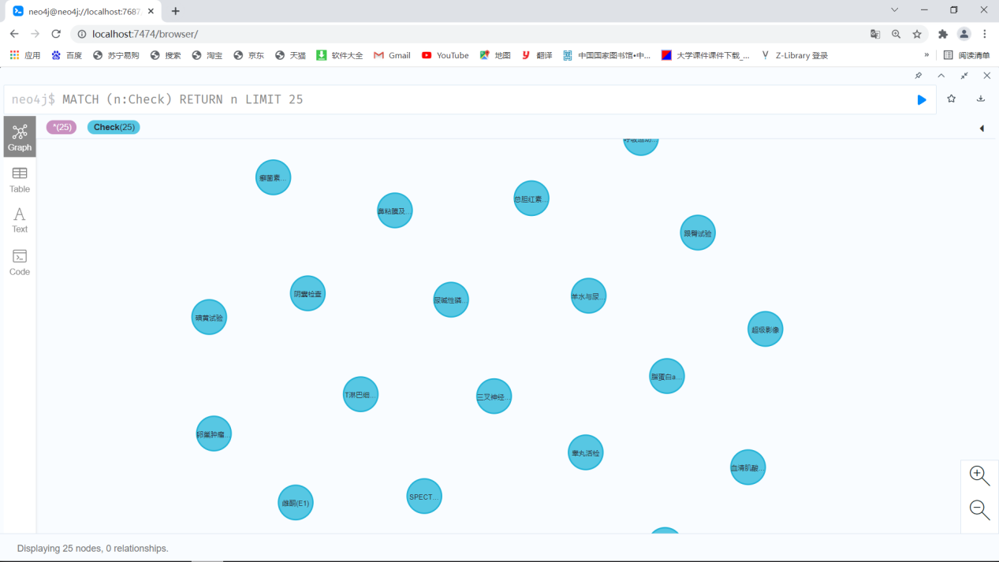 neo4j@neo4j://localhost:7687
localhost:7474/browser/
应用 百度 苏宁易购 搜索 淘宝 京东 天猫 软件大全 Gmail YouTube 地图 翻译 中国国家图书馆•中... 大学课件课件下载_... Z-Library 登录 » 阅读清单
neo4j$ MATCH (n:Check) RETURN n LIMIT 25
*(25) Check(25)
Graph
Table
Text
Code
呼吸运动...
癣菌素...
总胆红素...
鼻粘膜及...
跟臀试验
阴囊检查
尿碱性磷...
羊水与尿...
碘黄试验
超级影像
脂蛋白a...
T淋巴细...
三叉神经...
卵巢肿瘤...
睾丸活检
血清肌酸...
SPECT...
雌酮(E1)
Displaying 25 nodes, 0 relationships.